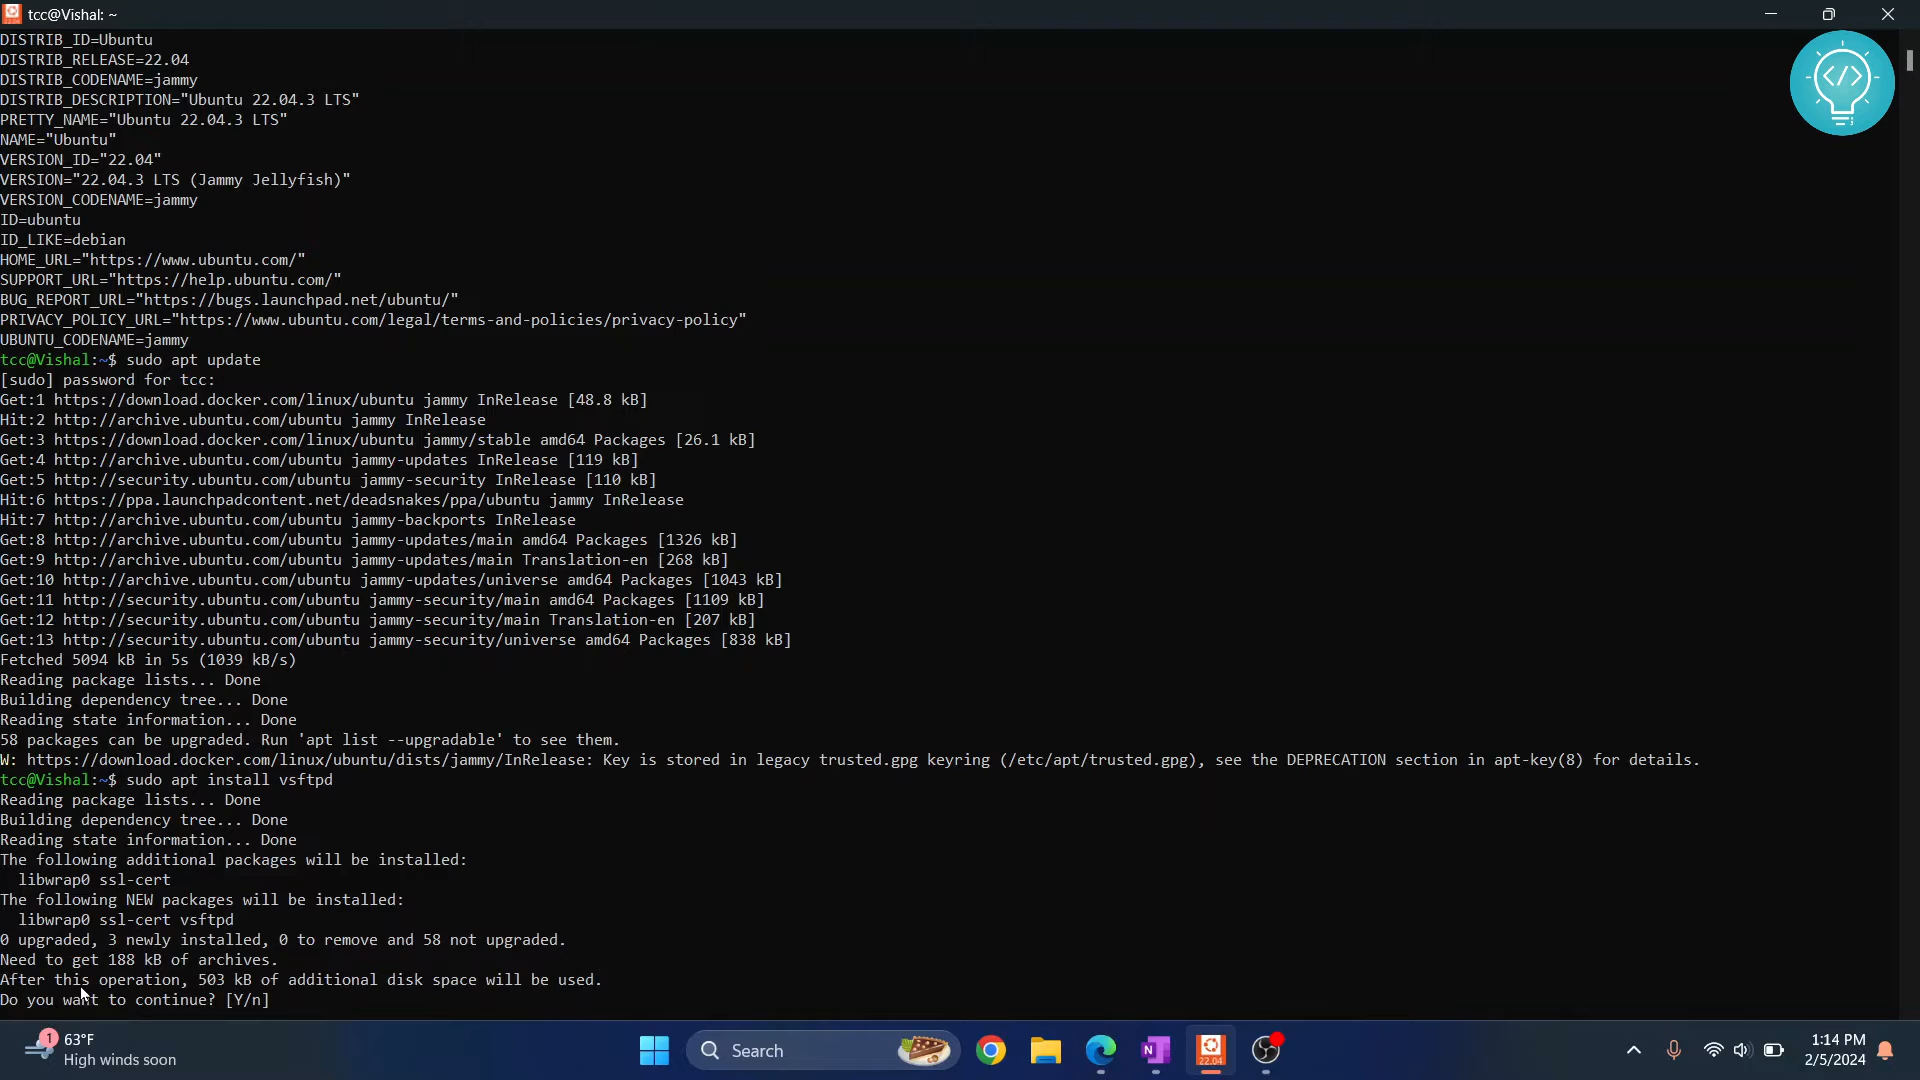 tcc@Vishal: ~
DISTRIB_ID=Ubuntu
DISTRIB_RELEASE=22.04
DISTRIB_CODENAME=jammy
DISTRIB_DESCRIPTION="Ubuntu 22.04.3 LTS"
PRETTY_NAME="Ubuntu 22.04.3 LTS"
NAME="Ubuntu"
VERSION_ID="22.04"
VERSION="22.04.3 LTS (Jammy Jellyfish)"
VERSION_CODENAME=jammy
ID=ubuntu
ID_LIKE=debian
HOME_URL="https://www.ubuntu.com/"
SUPPORT_URL="https://help.ubuntu.com/"
BUG_REPORT_URL="https://bugs.launchpad.net/ubuntu/"
PRIVACY_POLICY_URL="https://www.ubuntu.com/legal/terms-and-policies/privacy-policy"
UBUNTU_CODENAME=jammy
tcc@Vishal:~$ sudo apt update
[sudo] password for tcc:
Get:1 https://download.docker.com/linux/ubuntu jammy InRelease [48.8 kB]
Hit:2 http://archive.ubuntu.com/ubuntu jammy InRelease
Get:3 https://download.docker.com/linux/ubuntu jammy/stable amd64 Packages [26.1 kB]
Get:4 http://archive.ubuntu.com/ubuntu jammy-updates InRelease [119 kB]
Get:5 http://security.ubuntu.com/ubuntu jammy-security InRelease [110 kB]
Hit:6 https://ppa.launchpadcontent.net/deadsnakes/ppa/ubuntu jammy InRelease
Hit:7 http://archive.ubuntu.com/ubuntu jammy-backports InRelease
Get:8 http://archive.ubuntu.com/ubuntu jammy-updates/main amd64 Packages [1326 kB]
Get:9 http://archive.ubuntu.com/ubuntu jammy-updates/main Translation-en [268 kB]
Get:10 http://archive.ubuntu.com/ubuntu jammy-updates/universe amd64 Packages [1043 kB]
Get:11 http://security.ubuntu.com/ubuntu jammy-security/main amd64 Packages [1109 kB]
Get:12 http://security.ubuntu.com/ubuntu jammy-security/main Translation-en [207 kB]
Get:13 http://security.ubuntu.com/ubuntu jammy-security/universe amd64 Packages [838 kB]
Fetched 5094 kB in 5s (1039 kB/s)
Reading package lists... Done
Building dependency tree... Done
Reading state information... Done
58 packages can be upgraded. Run 'apt list --upgradable' to see them.
W: https://download.docker.com/linux/ubuntu/dists/jammy/InRelease: Key is stored in legacy trusted.gpg keyring (/etc/apt/trusted.gpg), see the DEPRECATION section in apt-key(8) for details.
tcc@Vishal:~$ sudo apt install vsftpd
Reading package lists... Done
Building dependency tree... Done
Reading state information... Done
The following additional packages will be installed:
libwrap0 ssl-cert
The following NEW packages will be installed:
libwrap0 ssl-cert vsftpd
0 upgraded, 3 newly installed, 0 to remove and 58 not upgraded.
Need to get 188 kB of archives.
After this operation, 503 kB of additional disk space will be used.
Do you want to continue? [Y/n]
1
63°F
High winds soon
Search
N
22.04
1:14 PM
2/5/2024